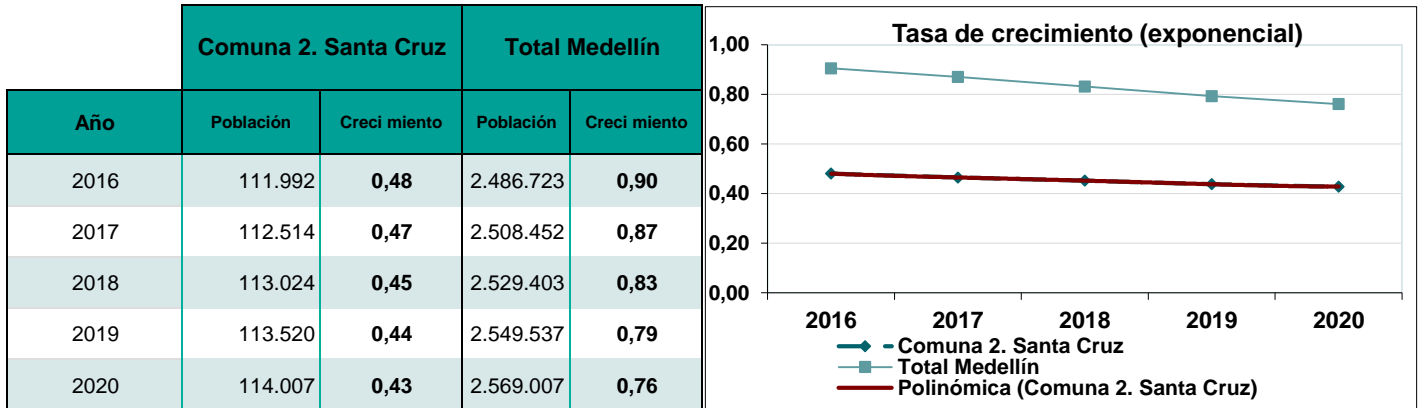 Comuna 2. Santa Cruz Total Medellín
Año Población Creci miento Población Creci miento
2016 111.992 0,48 2.486.723 0,90
2017 112.514 0,47 2.508.452 0,87
2018 113.024 0,45 2.529.403 0,83
2019 113.520 0,44 2.549.537 0,79
2020 114.007 0,43 2.569.007 0,76
Tasa de crecimiento (exponencial)
1,00
0,80
0,60
0,40
0,20
0,00
2016 2017 2018 2019 2020
Comuna 2. Santa Cruz
Total Medellín
Polinómica (Comuna 2. Santa Cruz)